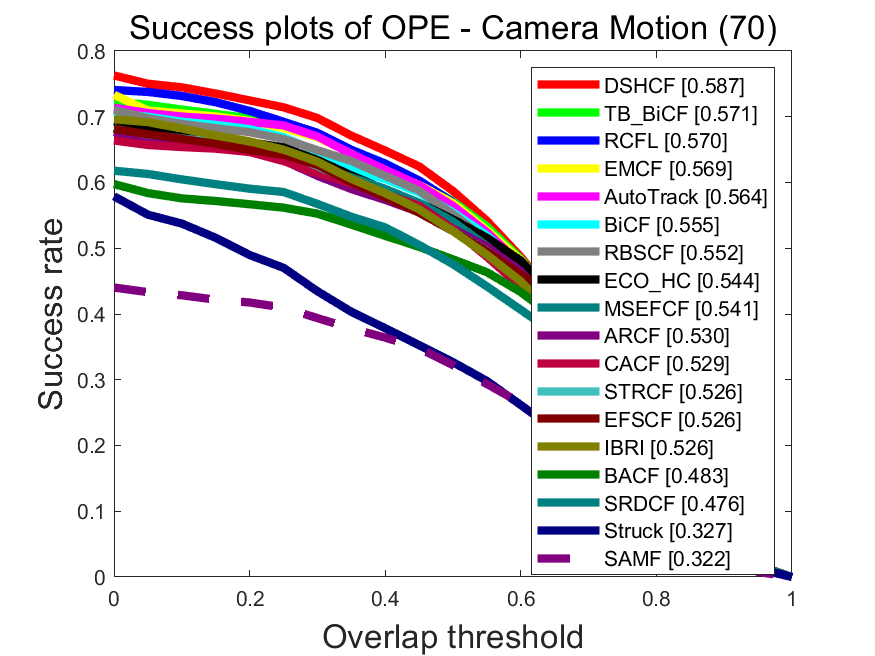 Success plots of OPE - Camera Motion (70)
0.8
0.7
0.6
0.5
0.4
0.3
0.2
0.1
0
Success rate
DSHCF [0.587]
TB_BiCF [0.571]
RCFL [0.570]
EMCF [0.569]
AutoTrack [0.564]
BiCF [0.555]
RBSCF [0.552]
ECO_HC [0.544]
MSEFCF [0.541]
ARCF [0.530]
CACF [0.529]
STRCF [0.526]
EFSCF [0.526]
IBRI [0.526]
BACF [0.483]
SRDCF [0.476]
Struck [0.327]
SAMF [0.322]
0 0.2 0.4 0.6 0.8 1
Overlap threshold